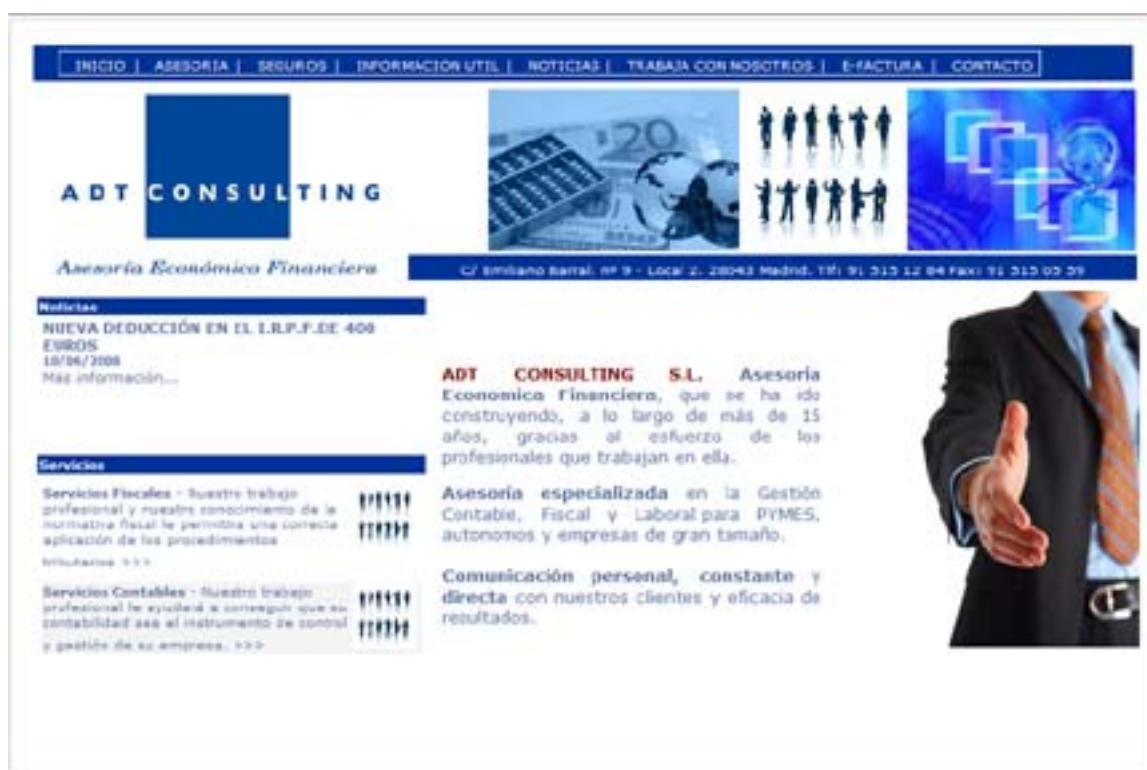 INICIO | ASESORIA | SEGUROS | INFORMACIÓN UTIL | NOTICIAS | TRABAJA CON NOSOTROS | E-FACTURA | CONTACTO
ADT CONSULTING
Asesoría Económico Financiera
C/ Emiliano Barral, nº 9 - Local 2. 28043 Madrid. Tlf: 91 515 12 84 Fax: 91 515 05 59
Noticias
NUEVA DEDUCCIÓN EN EL I.R.P.F.DE 400
EUROS
10/06/2008
Más información...
ADT CONSULTING S.L. Asesoria
Economica Financiera, que se ha ido
construyendo, a lo largo de más de 15
años, gracias al esfuerzo de los
profesionales que trabajan en ella.
Asesoría especializada en la Gestión
Contable, Fiscal y Laboral para PYMES,
autonomos y empresas de gran tamaño.
Comunicación personal, constante y
directa con nuestros clientes y eficacia de
resultados.
Servicios
Servicios Fiscales - Nuestro trabajo
profesional y nuestro conocimiento de la
normativa fiscal le permitira una correcta
aplicación de los procedimientos
tributarios >>>
Servicios Contables - Nuestro trabajo
profesional le ayudará a conseguir que su
contabilidad sea el instrumento de control
y gestión de su empresa. >>>
20